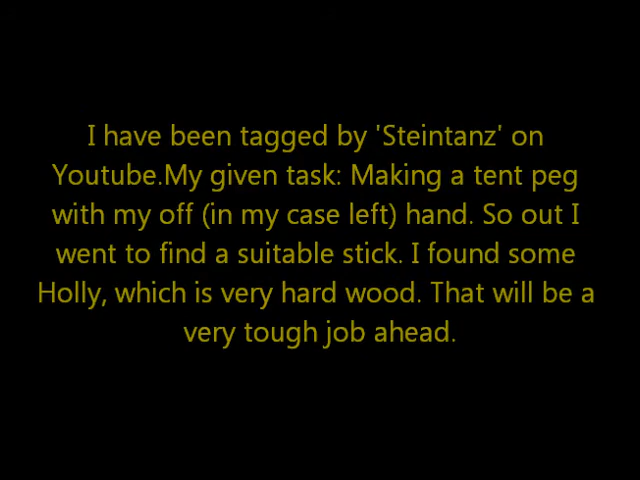 I have been tagged by 'Steintanz' on
Youtube.My given task: Making a tent peg
with my off (in my case left) hand. So out I
went to find a suitable stick. I found some
Holly, which is very hard wood. That will be a
very tough job ahead.